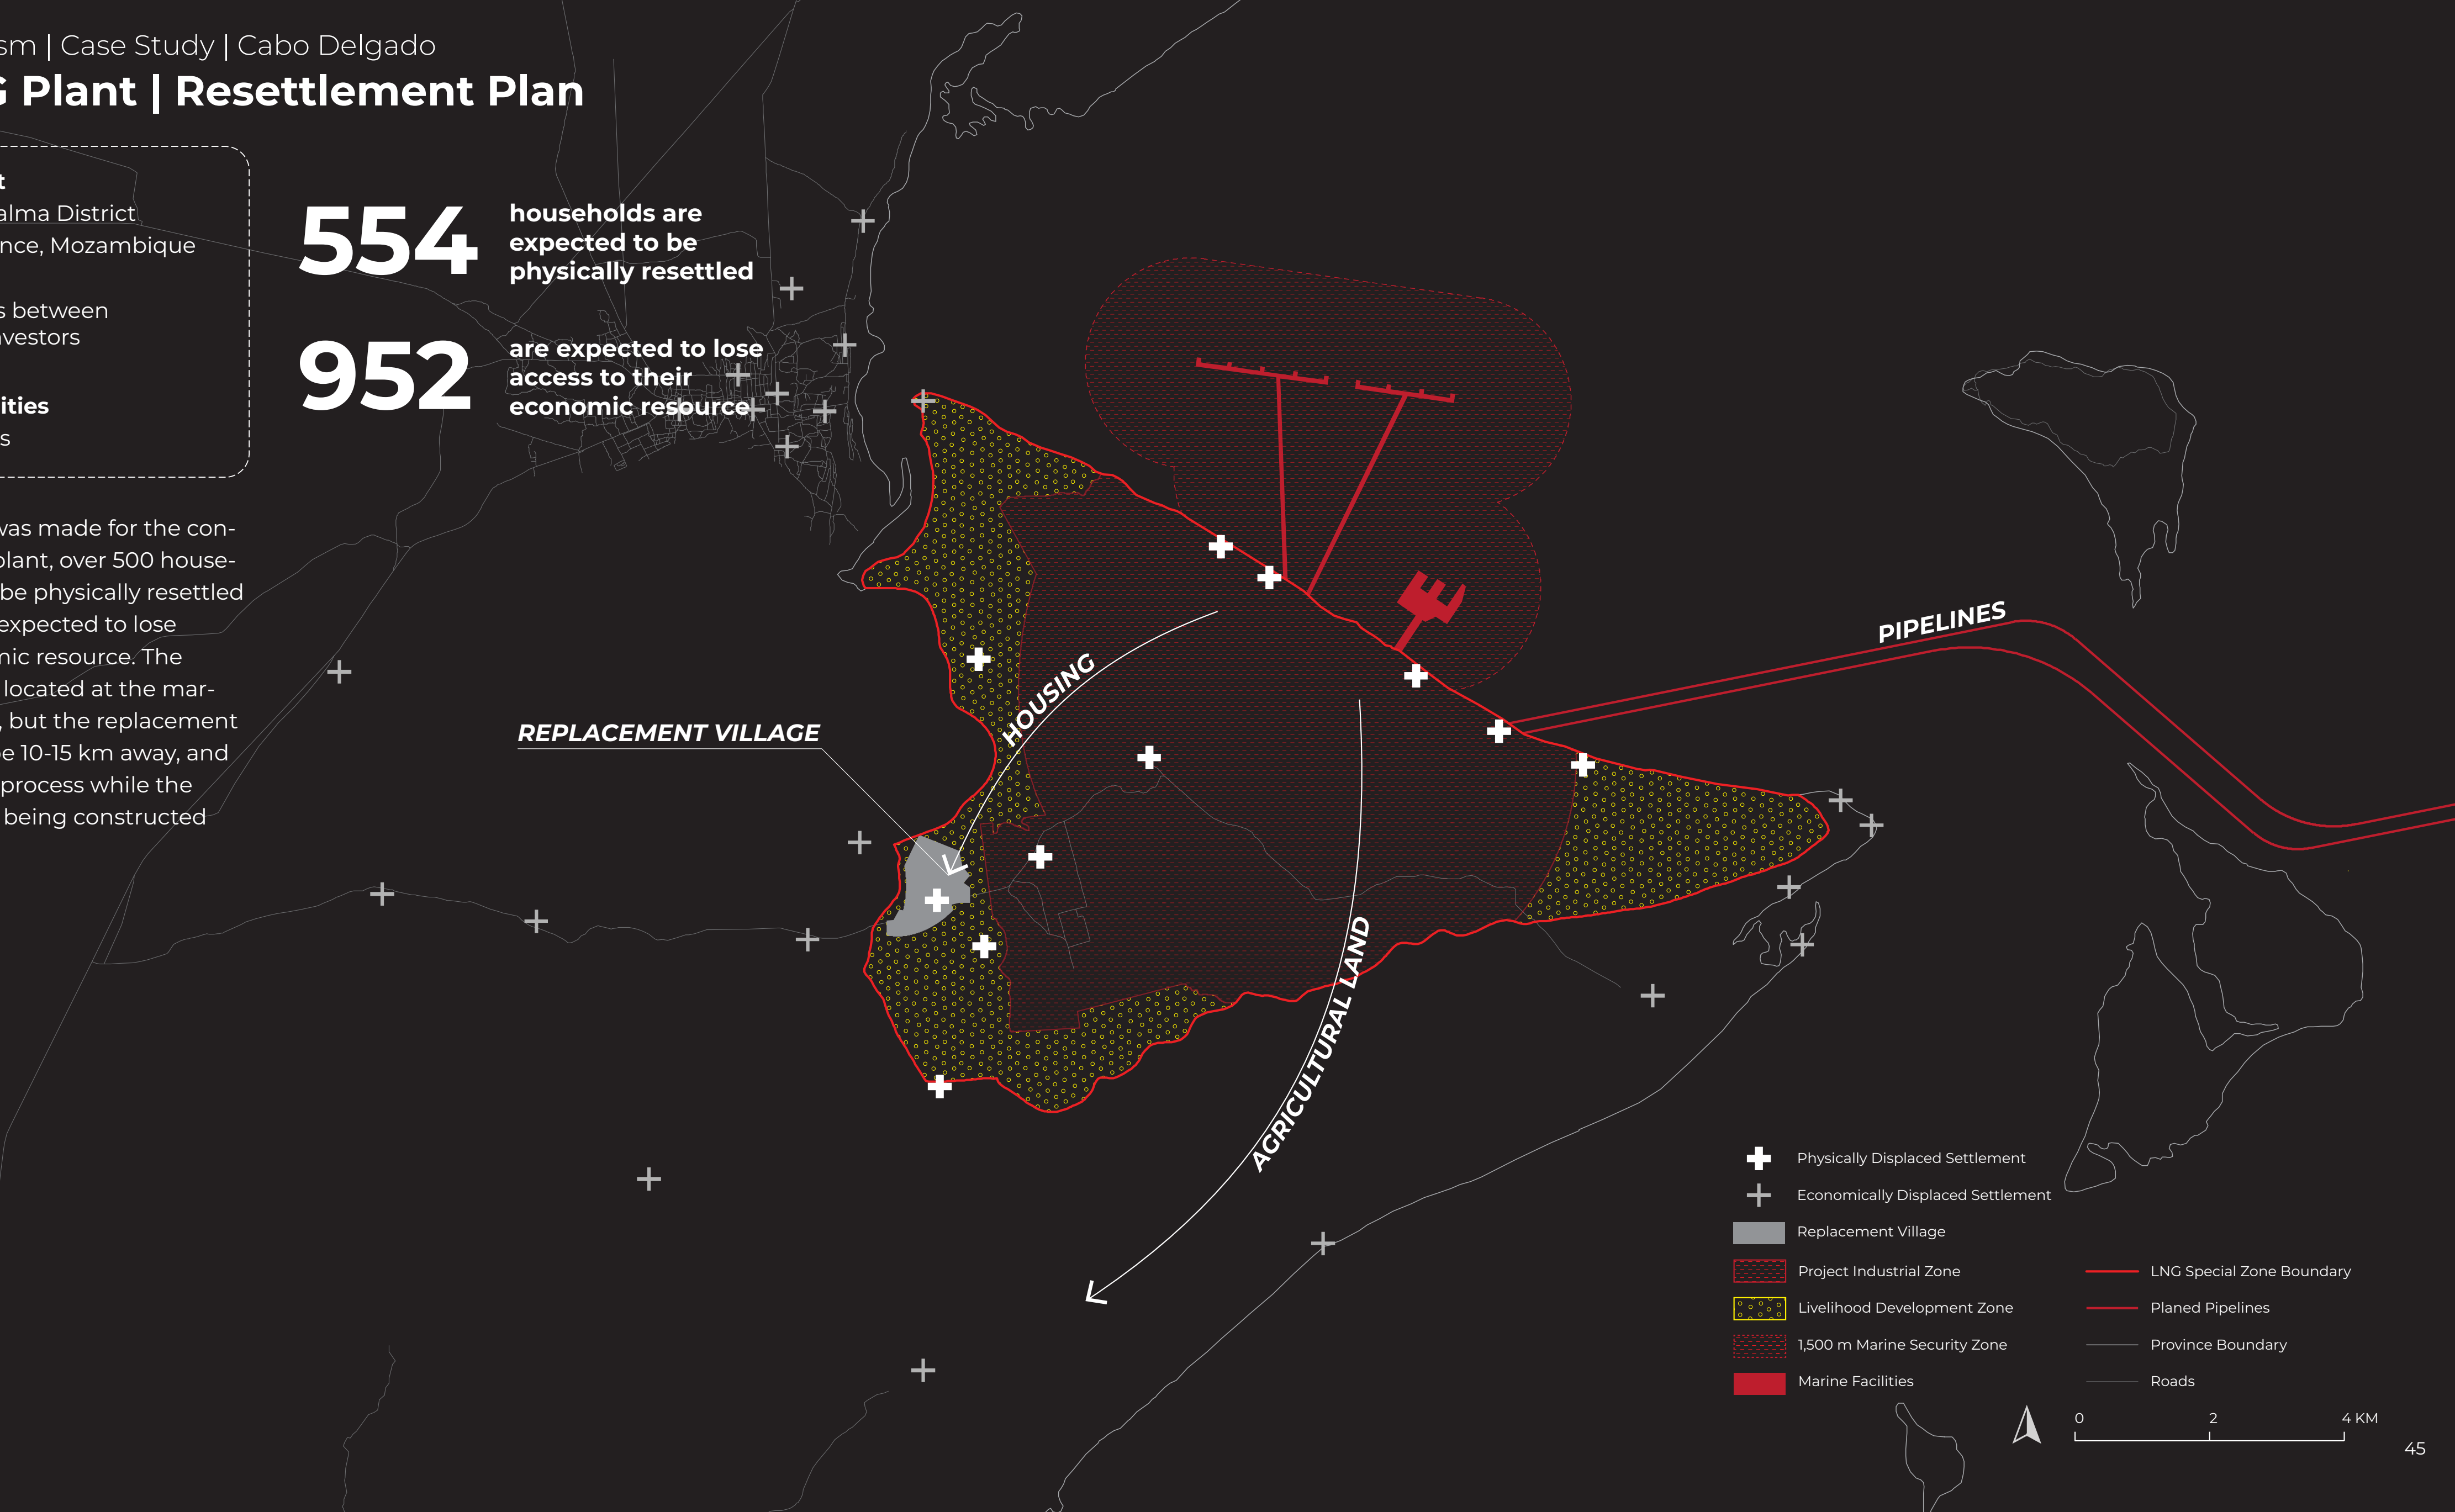 sm | Case Study | Cabo Delgado
G Plant | Resettlement Plan
t
alma District
nce, Mozambique
s between
nvestors
ities
s
554
households are
expected to be
physically resettled
952
are expected to lose
access to their
economic resource
was made for the con-
plant, over 500 house-
be physically resettled
expected to lose
mic resource. The
located at the mar-
, but the replacement
e 10-15 km away, and
process while the
being constructed
REPLACEMENT VILLAGE
HOUSING
AGRICULTURAL LAND
PIPELINES
Physically Displaced Settlement
Economically Displaced Settlement
Replacement Village
Project Industrial Zone
Livelihood Development Zone
1,500 m Marine Security Zone
Marine Facilities
LNG Special Zone Boundary
Planed Pipelines
Province Boundary
Roads
0 2 4 KM
45